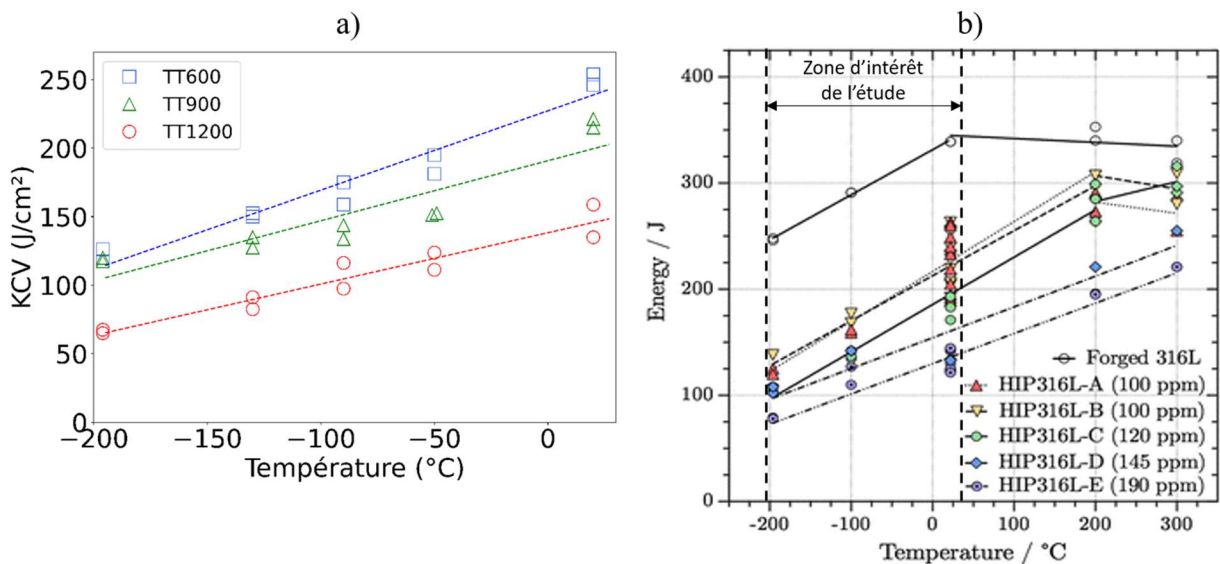 a)
KCV (J/cm²)
250
200
150
100
50
0
TT600
TT900
TT1200
−200
−150
−100
−50
0
Température (°C)
b)
Zone d’intérêt
de l’étude
Energy / J
400
300
200
100
0
Forged 316L
HIP316L-A (100 ppm)
HIP316L-B (100 ppm)
HIP316L-C (120 ppm)
HIP316L-D (145 ppm)
HIP316L-E (190 ppm)
-200
-100
0
100
200
300
Temperature / °C